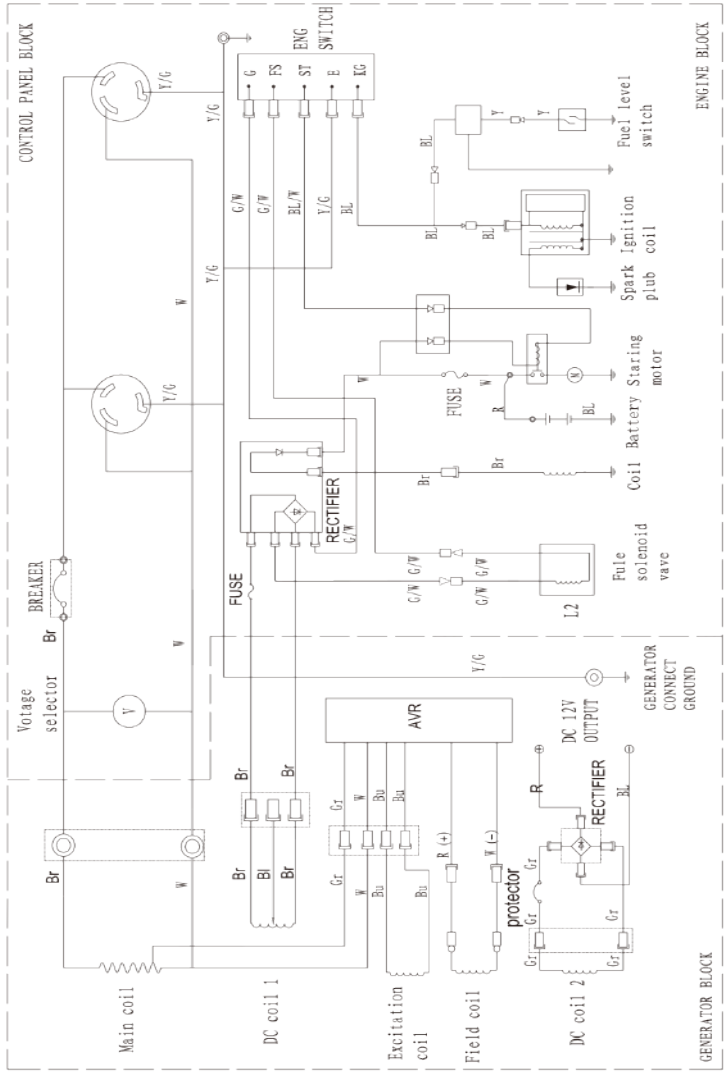 CONTROL PANEL BLOCK
ENGINE BLOCK
GENERATOR BLOCK
ENG
SWITCH
G
FS
ST
E
KG
Y/G
Y/G
Y/G
Y/G
W
G/W
G/W
BL/W
Y/G
BL
BL
BL
BL
Y
Y
Fuel level
switch
Ignition
coil
Spark
plub
Staring
motor
Battery
Coil
N
FUSE
W
W
R
BL
Br
Br
RECTIFIER
G/W
FUSE
BREAKER
Br
Votage
selector
V
W
G/W
G/W
G/W
G/W
Fule
solenoid
vave
L2
Y/G
GENERATOR
CONNECT
GROUND
DC 12V
OUTPUT
AVR
Br
Br
Br
Bl
Br
Br
W
Gr
W
Bu
Bu
Gr
W
Bu
Bu
R (+)
W (-)
protector
R
BL
RECTIFIER
Gr
Gr
Gr
Gr
Gr
Main coil
DC coil 1
Excitation
coil
Field coil
DC coil 2